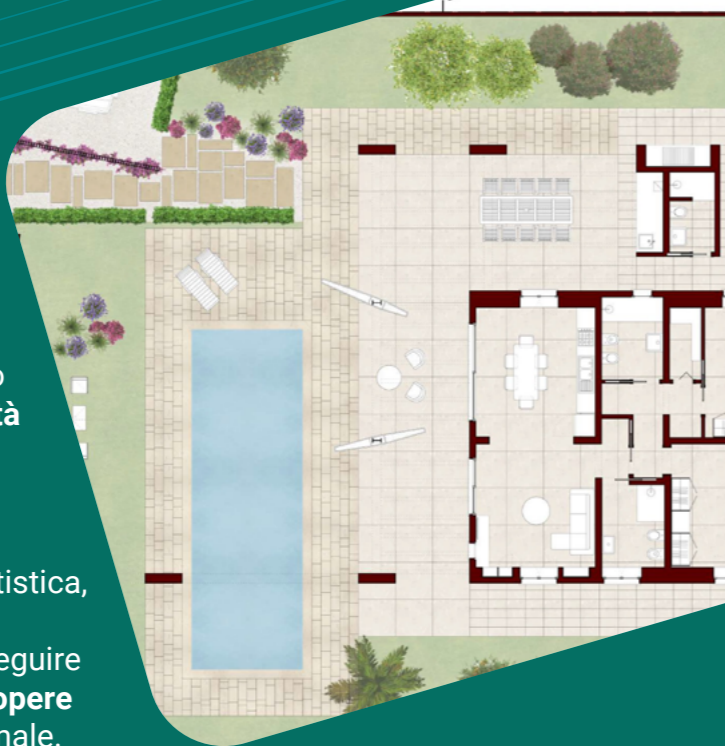 o
tà
tistica,
eguire
opere
nale.